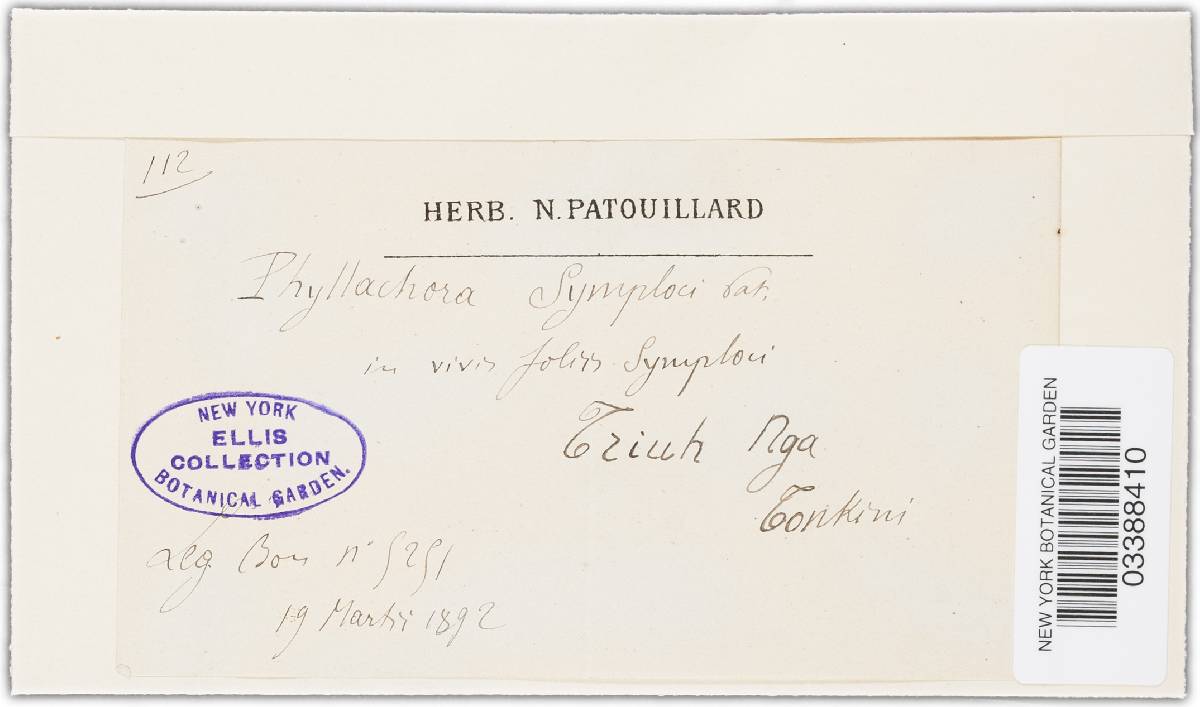 112
HERB. N. PATOUILLARD
Phyllachora Symploci Pat.
in vivis foliis Symploci
Triuh Nga
Tonkini
NEW YORK
ELLIS
COLLECTION
BOTANICAL GARDEN.
Leg. Bon n° 5251
19 Martii 1892
NEW YORK BOTANICAL GARDEN
03388410